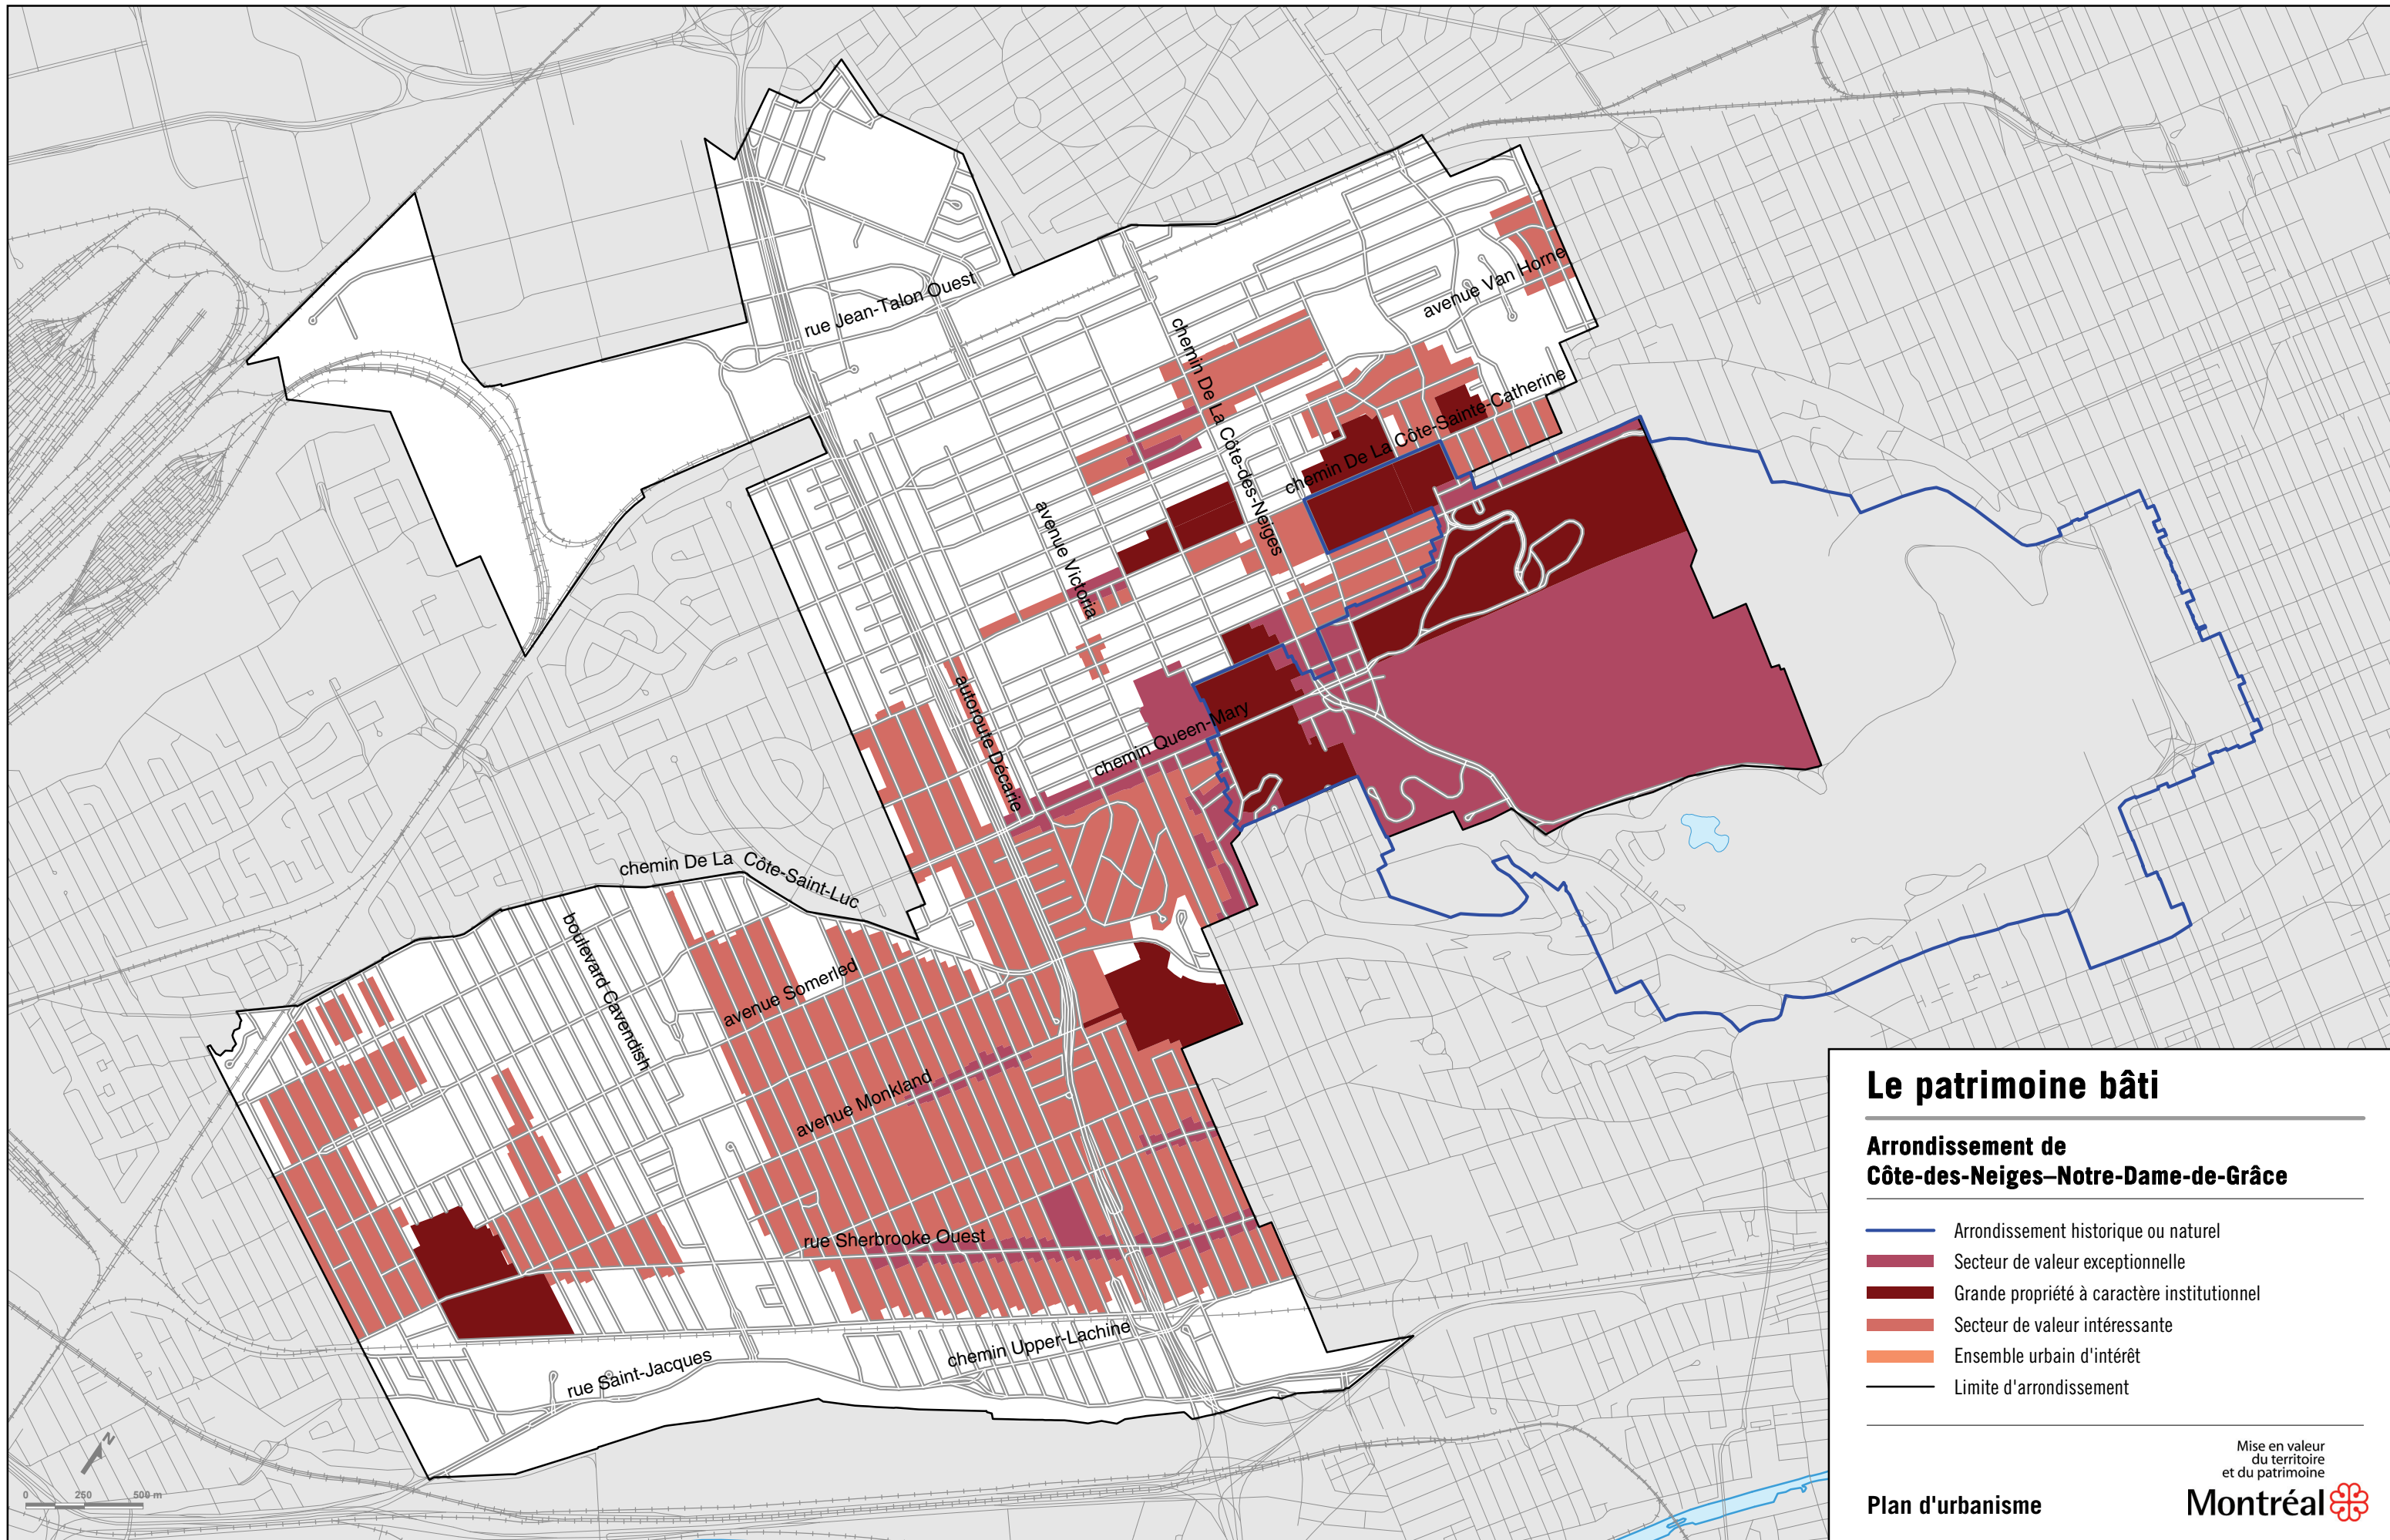 rue Jean-Talon Ouest
avenue Van Horne
chemin De La Côte-des-Neiges
chemin De La Côte-Sainte-Catherine
avenue Victoria
autoroute Décarie
chemin Queen-Mary
chemin De La Côte-Saint-Luc
boulevard Cavendish
avenue Somerled
avenue Monkland
rue Sherbrooke Ouest
chemin Upper-Lachine
rue Saint-Jacques
N
0 250 500 m
Le patrimoine bâti
Arrondissement de
Côte-des-Neiges–Notre-Dame-de-Grâce
Arrondissement historique ou naturel
Secteur de valeur exceptionnelle
Grande propriété à caractère institutionnel
Secteur de valeur intéressante
Ensemble urbain d'intérêt
Limite d'arrondissement
Mise en valeur
du territoire
et du patrimoine
Plan d'urbanisme
Montréal